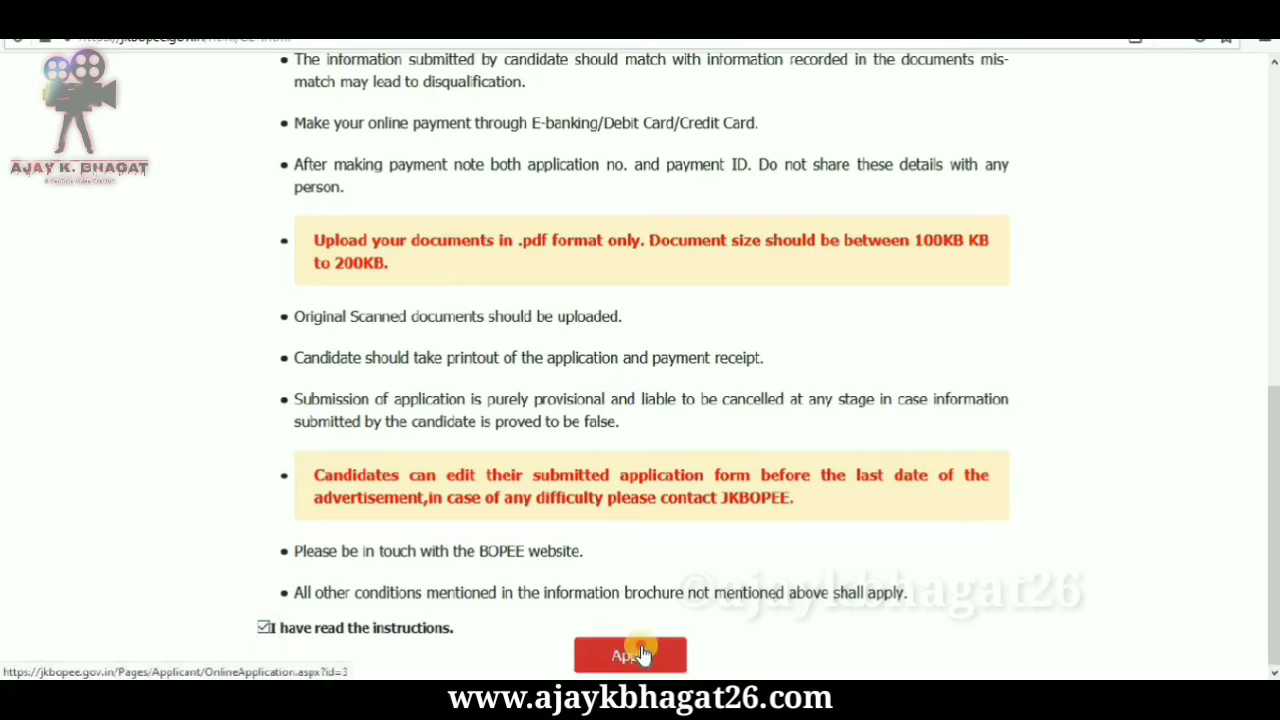 The information submitted by candidate should match with information recorded in the documents mis-
match may lead to disqualification.
AJAY K. BHAGAT
Make your online payment through E-banking/Debit Card/Credit Card.
After making payment note both application no. and payment ID. Do not share these details with any
person.
Upload your documents in .pdf format only. Document size should be between 100KB KB
to 200KB.
Original Scanned documents should be uploaded.
Candidate should take printout of the application and payment receipt.
Submission of application is purely provisional and liable to be cancelled at any stage in case information
submitted by the candidate is proved to be false.
Candidates can edit their submitted application form before the last date of the
advertisement,in case of any difficulty please contact JKBOPEE.
Please be in touch with the BOPEE website.
@ajaykbhagat26
All other conditions mentioned in the information brochure not mentioned above shall apply.
I have read the instructions.
https://jkbopee.gov.in/Pages/Applicant/OnlineApplication.aspx?id=3
www.ajaykbhagat26.com